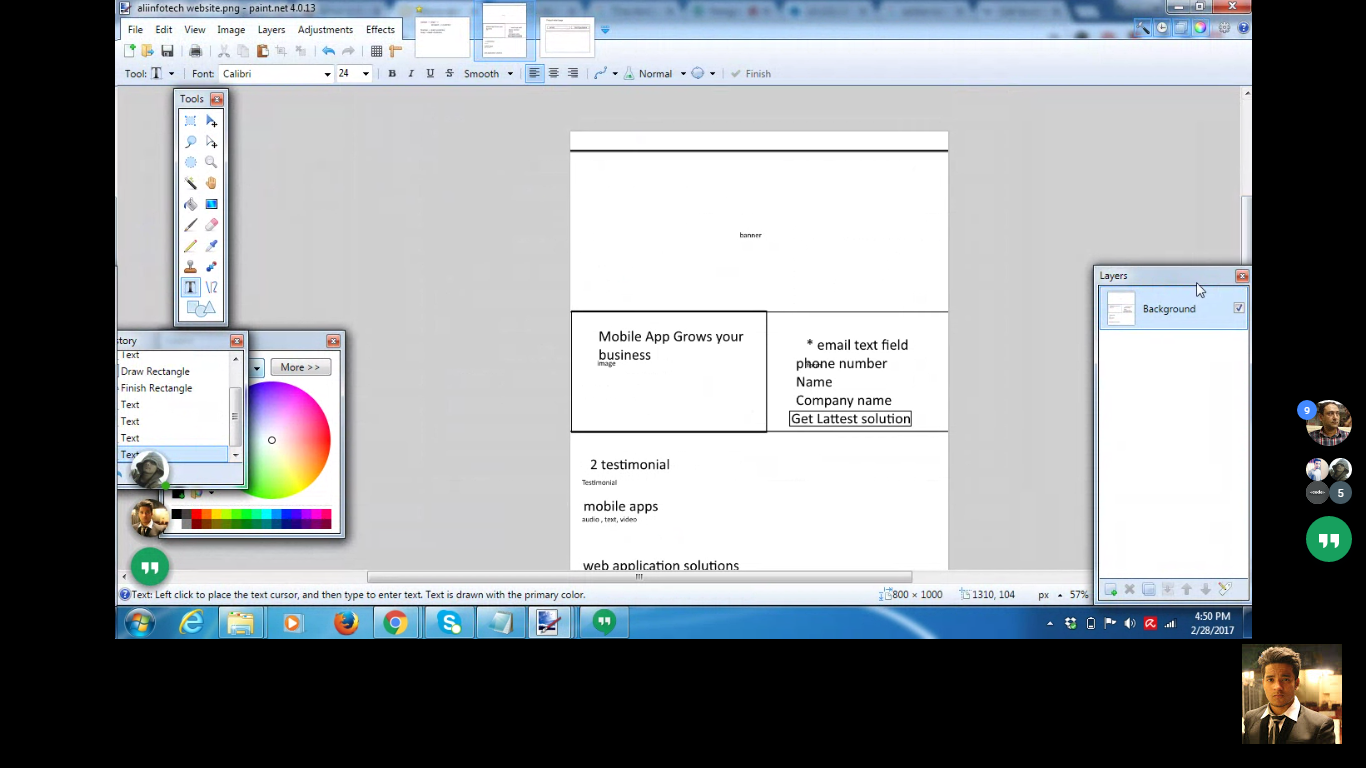 aliinfotech website.png - paint.net 4.0.13
File Edit View Image Layers Adjustments Effects
Tool: T Font: Calibri 24 B I U S Smooth Normal Finish
Tools
banner
Layers
Background
Mobile App Grows your
business
image
* email text field
phone number
Name
Company name
Get Lattest solution
story
Text
Draw Rectangle
Finish Rectangle
Text
Text
Text
Text
More >>
2 testimonial
Testimonial
mobile apps
audio , text, video
web application solutions
Text: Left click to place the text cursor, and then type to enter text. Text is drawn with the primary color.
800 × 1000
1310, 104
px
57%
4:50 PM
2/28/2017
9
5